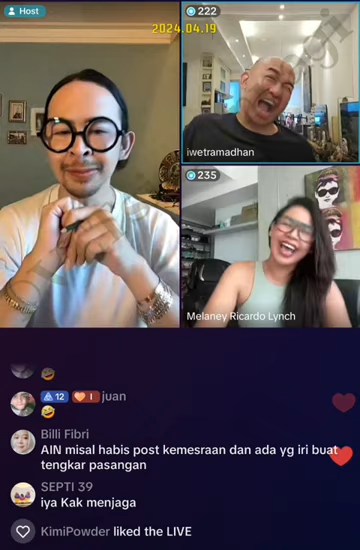 Host
222
2024.04.19
iwetramadhan
235
Melaney Ricardo Lynch
12
1
juan
Billi Fibri
AIN misal habis post kemesraan dan ada yg iri buat
tengkar pasangan
SEPTI 39
iya Kak menjaga
KimiPowder liked the LIVE